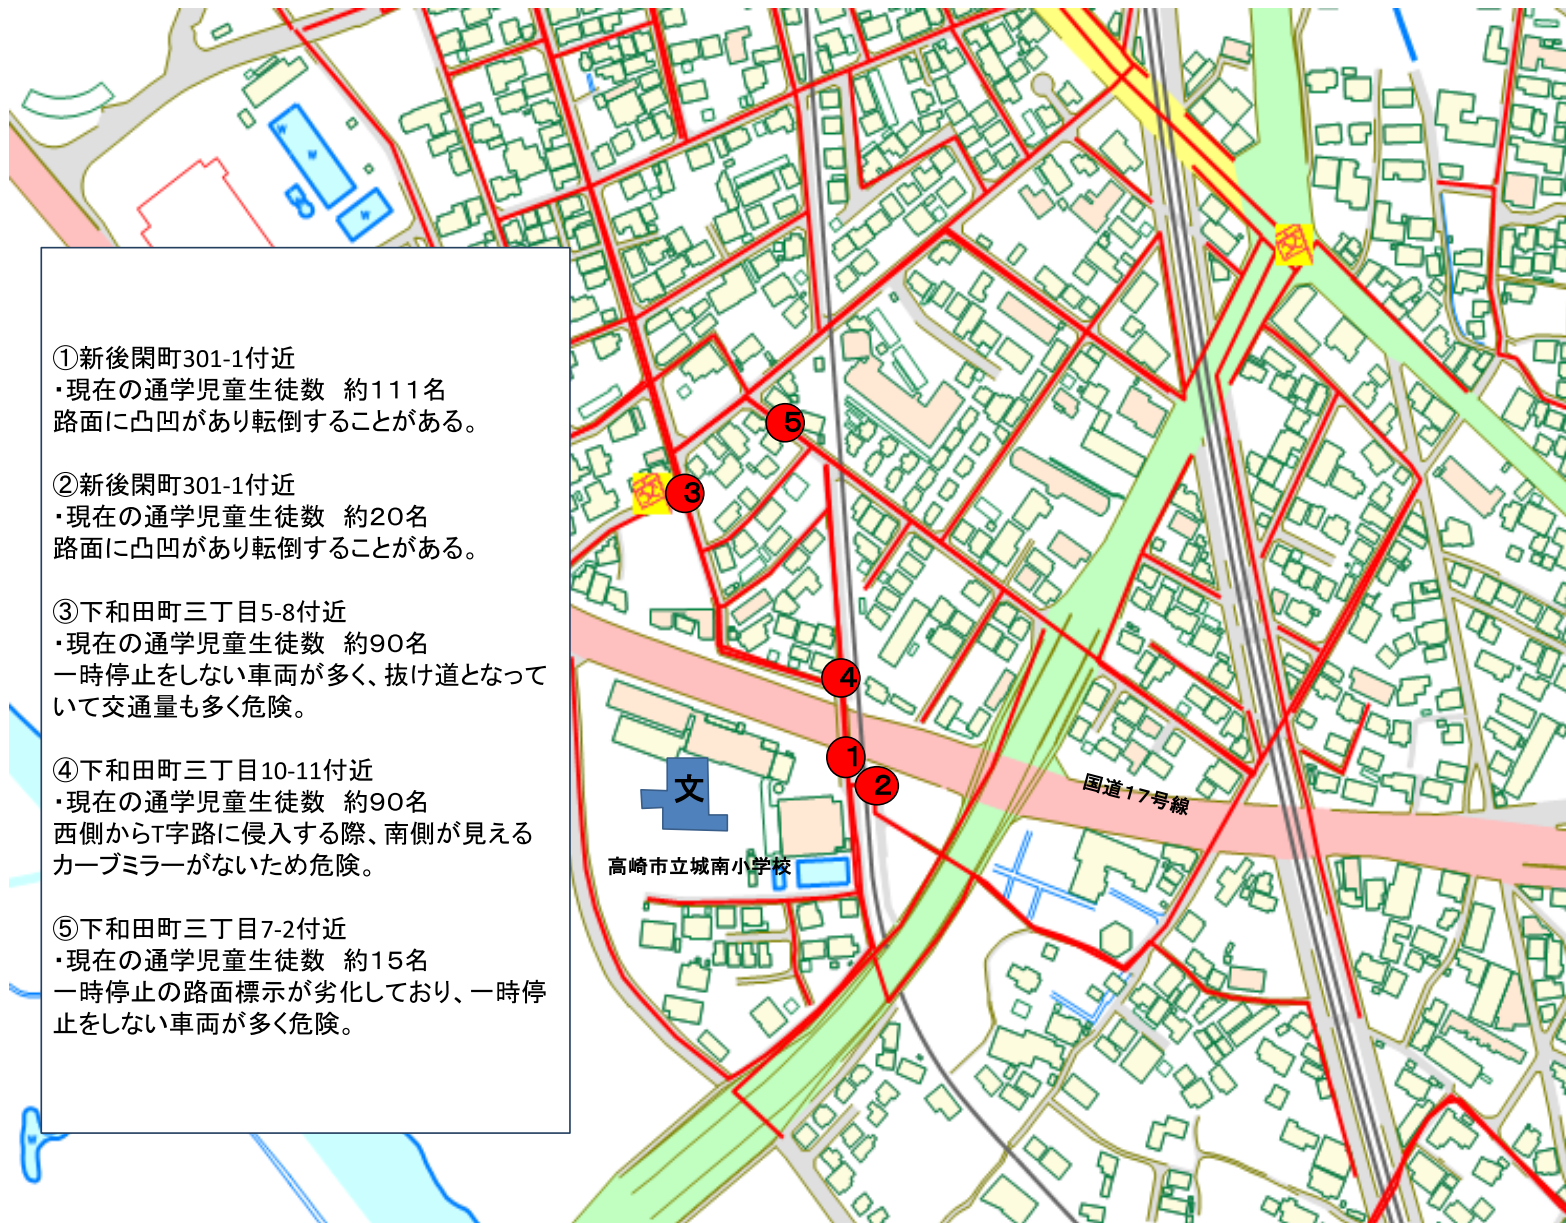 ①新後閑町301-1付近
・現在の通学児童生徒数　約１１１名
路面に凸凹があり転倒することがある。
②新後閑町301-1付近
・現在の通学児童生徒数　約２０名
路面に凸凹があり転倒することがある。
③下和田町三丁目5-8付近
・現在の通学児童生徒数　約９０名
一時停止をしない車両が多く、抜け道となって
いて交通量も多く危険。
④下和田町三丁目10-11付近
・現在の通学児童生徒数　約９０名
西側からT字路に侵入する際、南側が見える
カーブミラーがないため危険。
⑤下和田町三丁目7-2付近
・現在の通学児童生徒数　約１５名
一時停止の路面標示が劣化しており、一時停
止をしない車両が多く危険。
交
5
交
3
4
1
2
文
国道１７号線
高崎市立城南小学校